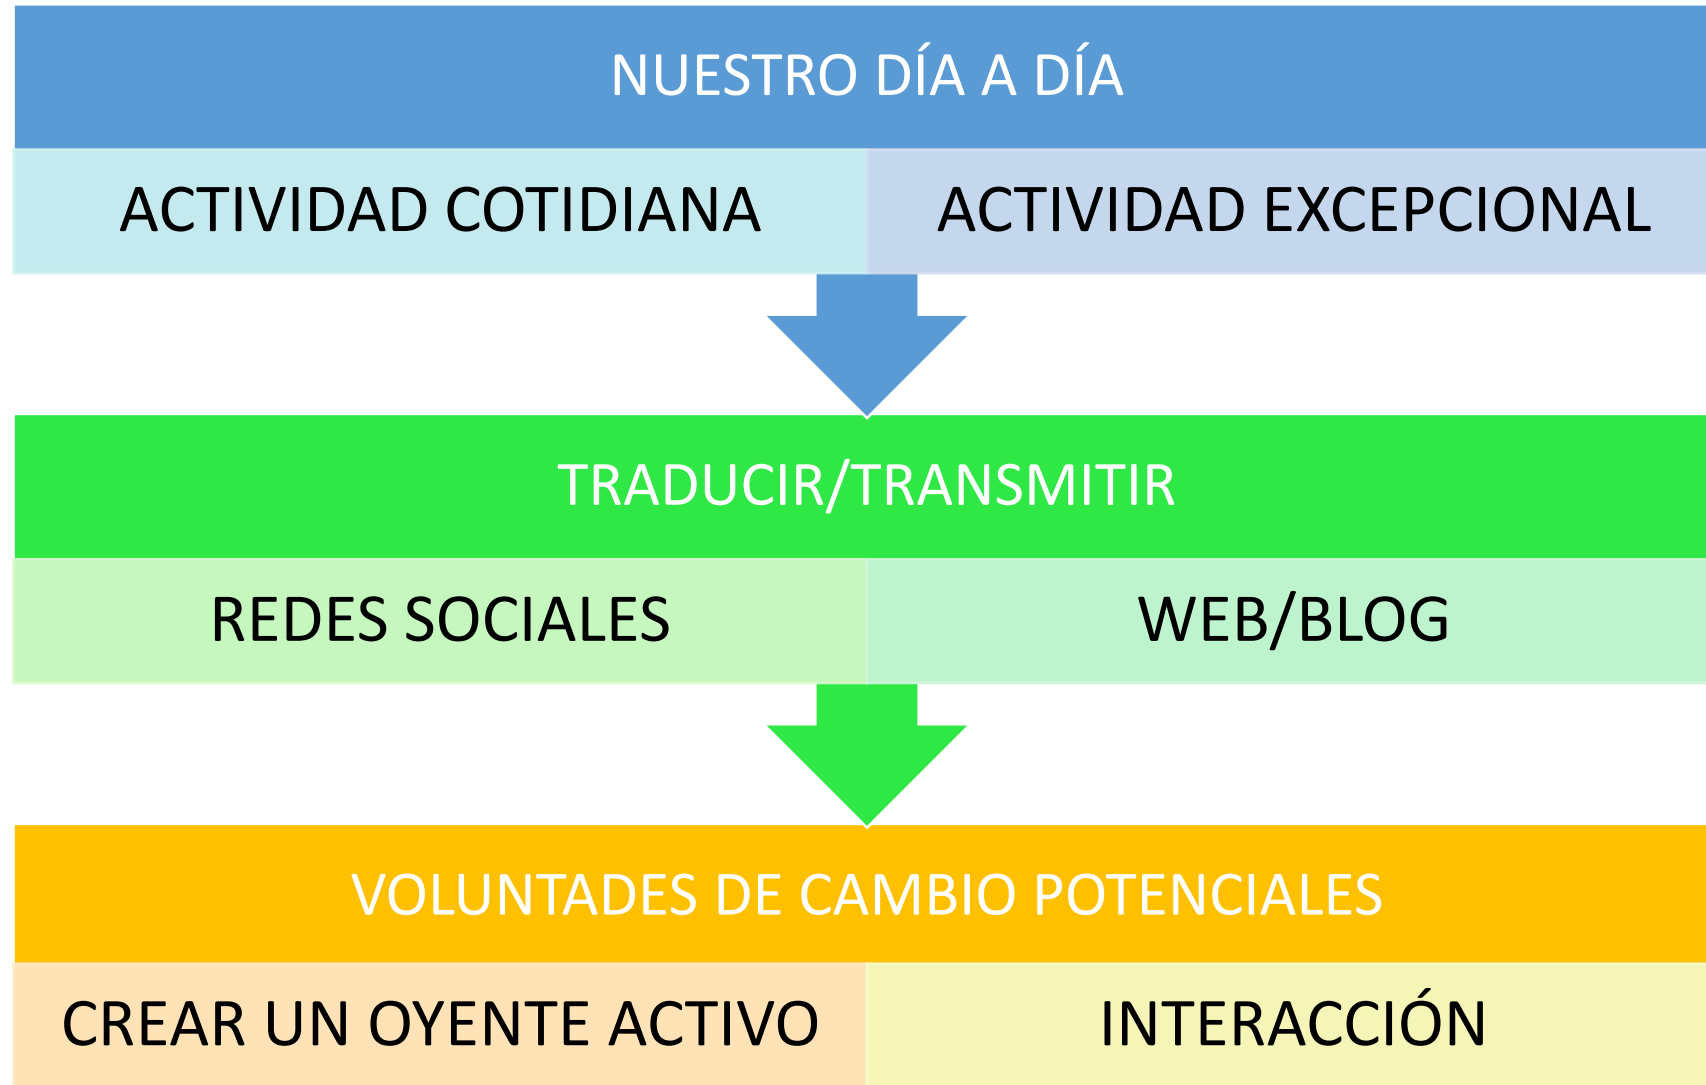 NUESTRO DÍA A DÍA
ACTIVIDAD COTIDIANA
ACTIVIDAD EXCEPCIONAL
TRADUCIR/TRANSMITIR
REDES SOCIALES
WEB/BLOG
VOLUNTADES DE CAMBIO POTENCIALES
CREAR UN OYENTE ACTIVO
INTERACCIÓN